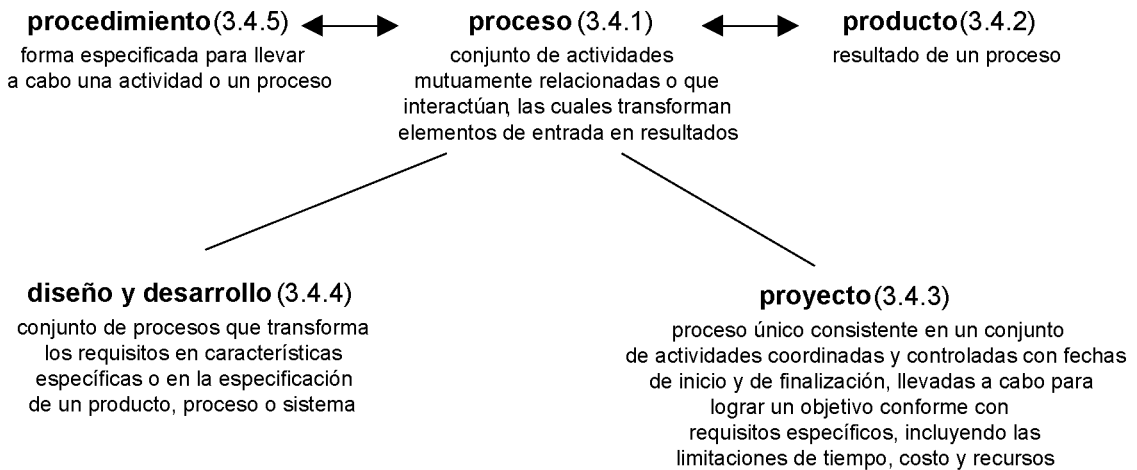 procedimiento (3.4.5)
forma especificada para llevar
a cabo una actividad o un proceso
proceso (3.4.1)
conjunto de actividades
mutuamente relacionadas o que
interactúan, las cuales transforman
elementos de entrada en resultados
producto (3.4.2)
resultado de un proceso
diseño y desarrollo (3.4.4)
conjunto de procesos que transforma
los requisitos en características
específicas o en la especificación
de un producto, proceso o sistema
proyecto (3.4.3)
proceso único consistente en un conjunto
de actividades coordinadas y controladas con fechas
de inicio y de finalización, llevadas a cabo para
lograr un objetivo conforme con
requisitos específicos, incluyendo las
limitaciones de tiempo, costo y recursos